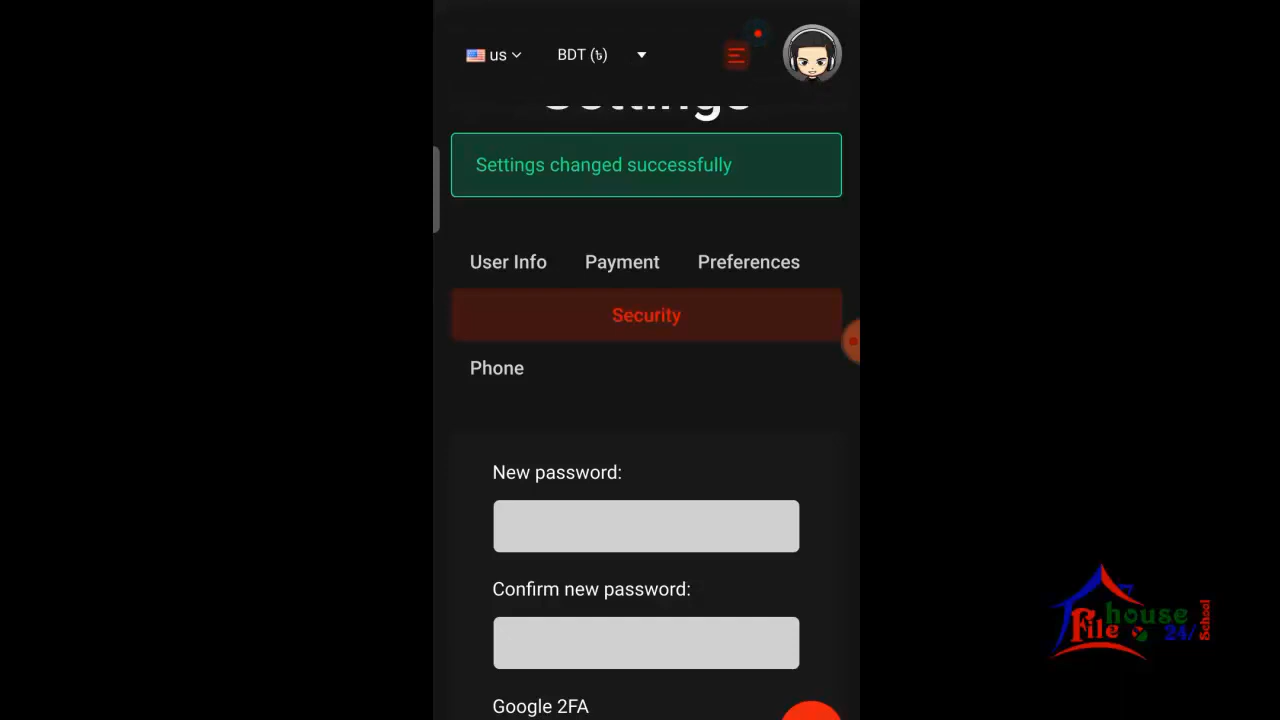 us
BDT (৳)
Settings
Settings changed successfully
User Info
Payment
Preferences
Security
Phone
New password:
Confirm new password:
Google 2FA
house
File
24/
School